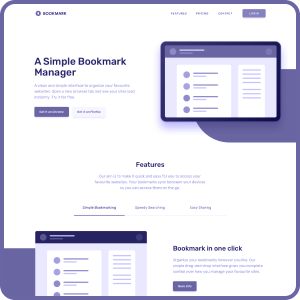 BOOKMARK
FEATURES PRICING CONTACT LOGIN
A Simple Bookmark
Manager
A clean and simple interface to organize your favourite
websites. Open a new browser tab and see your sites load
instantly. Try it for free.
Get it on Chrome Get it on Firefox
Features
Our aim is to make it quick and easy for you to access your
favourite websites. Your bookmarks sync between your devices
so you can access them on the go.
Simple Bookmarking Speedy Searching Easy Sharing
Bookmark in one click
Organize your bookmarks however you like. Our
simple drag-and-drop interface gives you complete
control over how you manage your favourite sites.
More Info